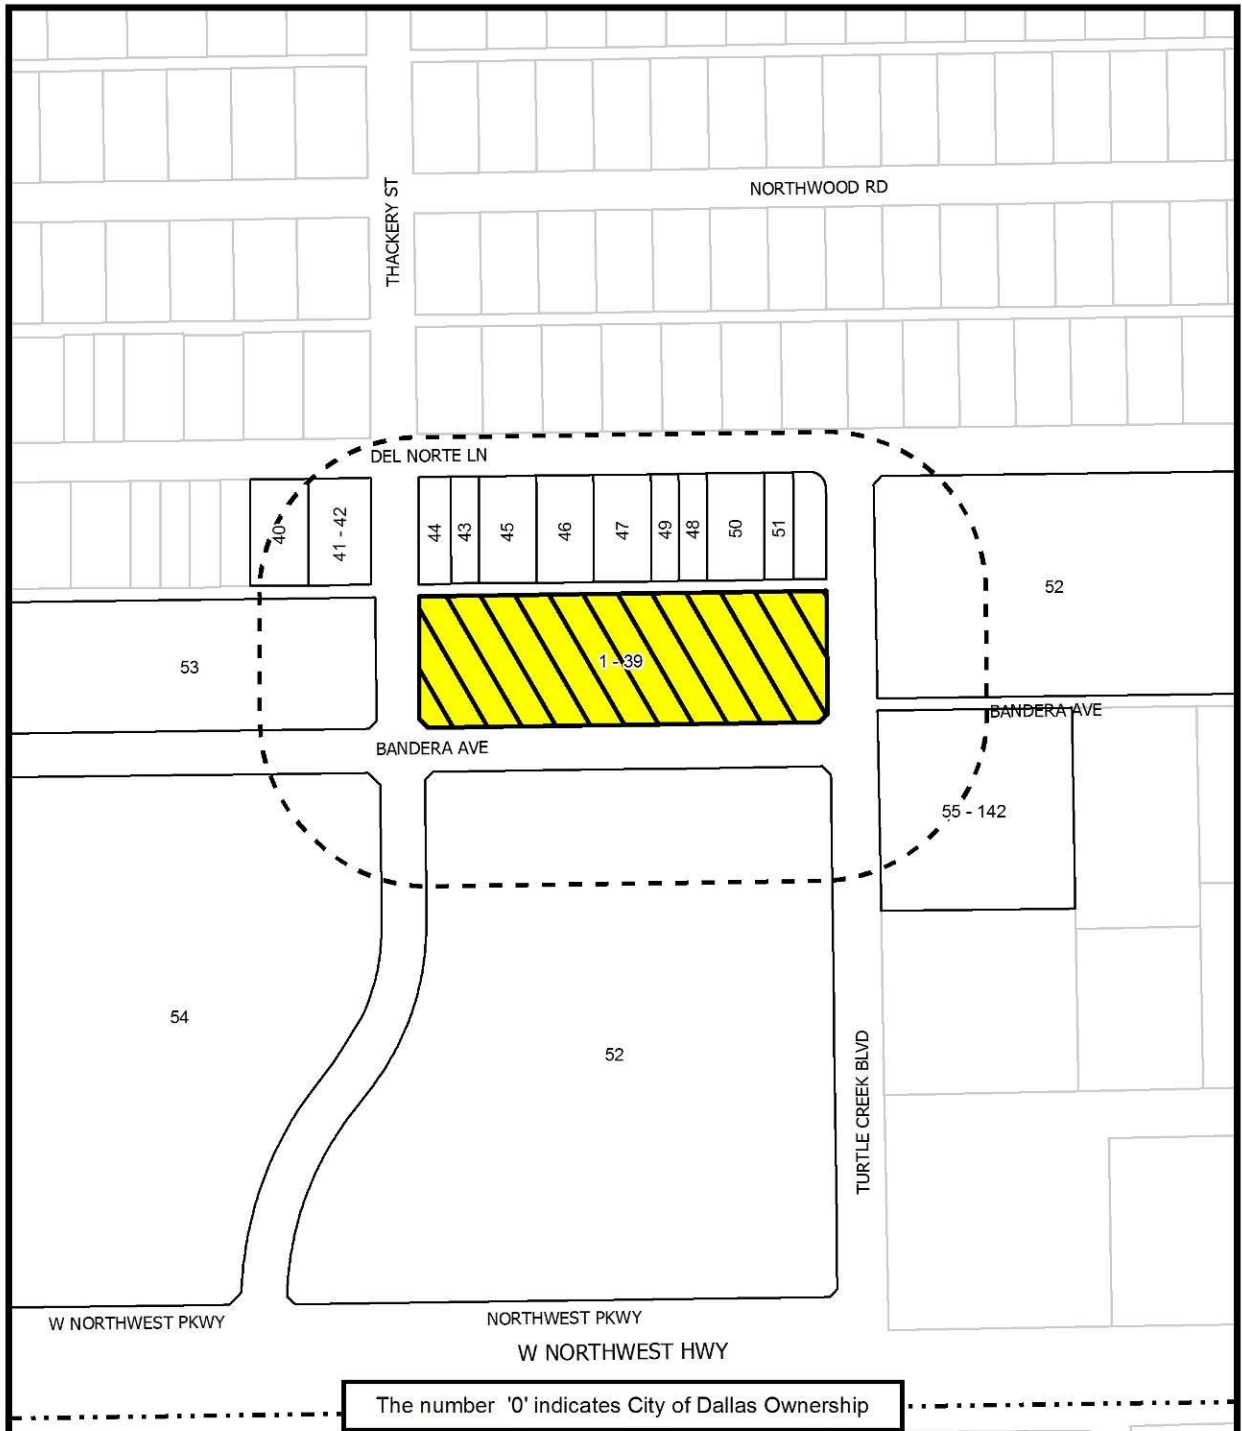 NORTHWOOD RD
THACKERY ST
DEL NORTE LN
40
41 - 42
44
43
45
46
47
49
48
50
51
52
53
1 - 39
BANDERA AVE
BANDERA AVE
55 - 142
54
52
TURTLE CREEK BLVD
W NORTHWEST PKWY
NORTHWEST PKWY
W NORTHWEST HWY
The number '0' indicates City of Dallas Ownership